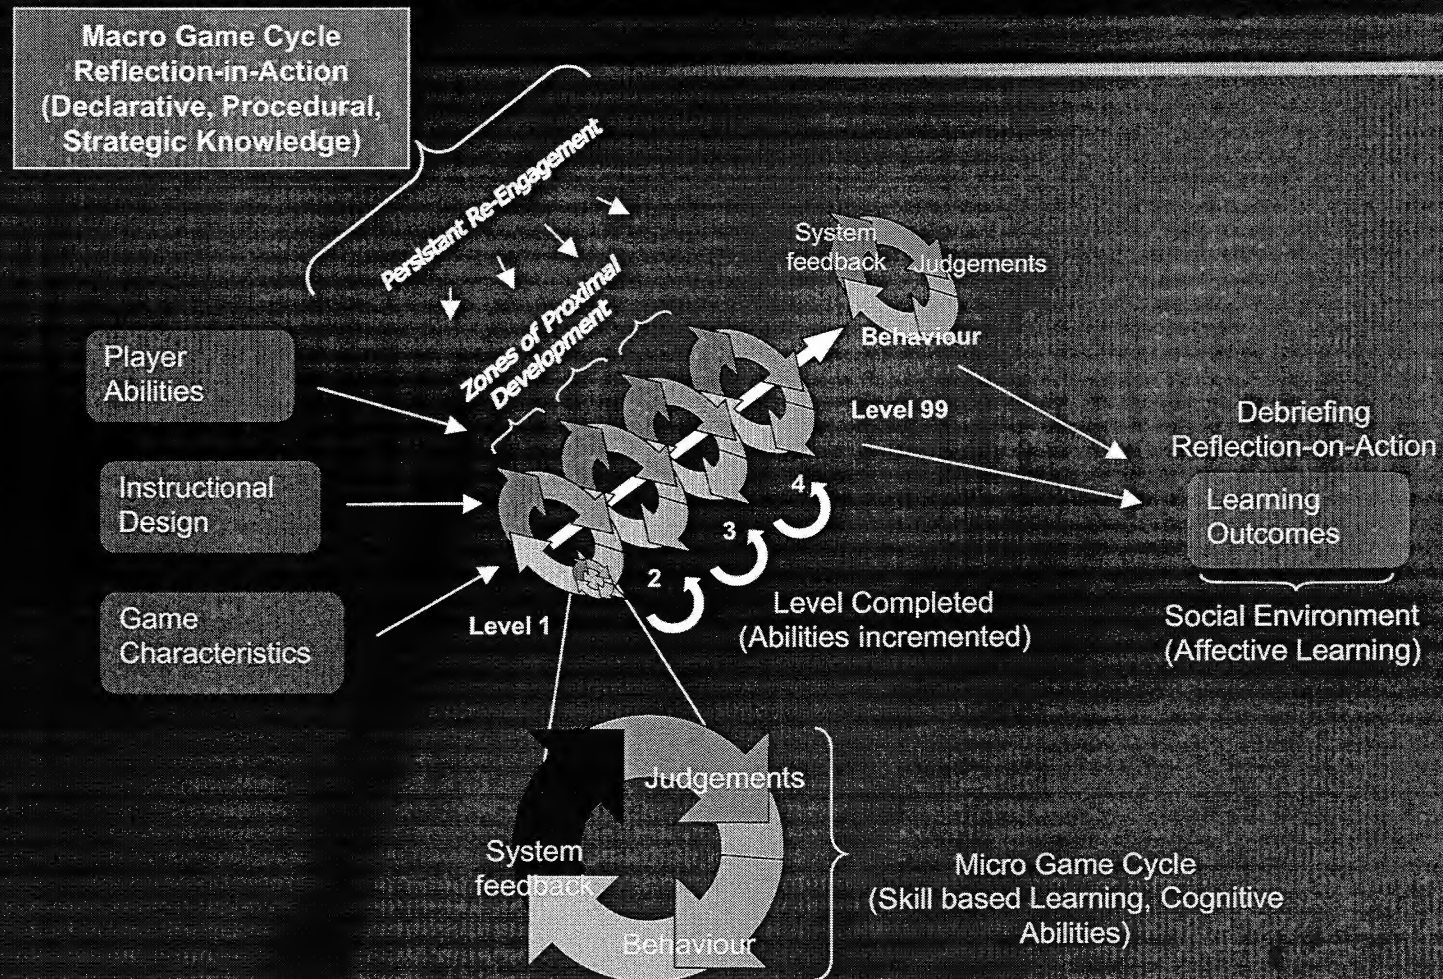 Macro Game Cycle
Reflection-in-Action
(Declarative, Procedural,
Strategic Knowledge)
Persistant Re-Engagement
Zones of Proximal
Development
System
feedback
Judgements
Behaviour
Player
Abilities
Instructional
Design
Game
Characteristics
Level 1
2
3
4
Level 99
Level Completed
(Abilities incremented)
Debriefing
Reflection-on-Action
Learning
Outcomes
Social Environment
(Affective Learning)
Judgements
System
feedback
Behaviour
Micro Game Cycle
(Skill based Learning, Cognitive
Abilities)